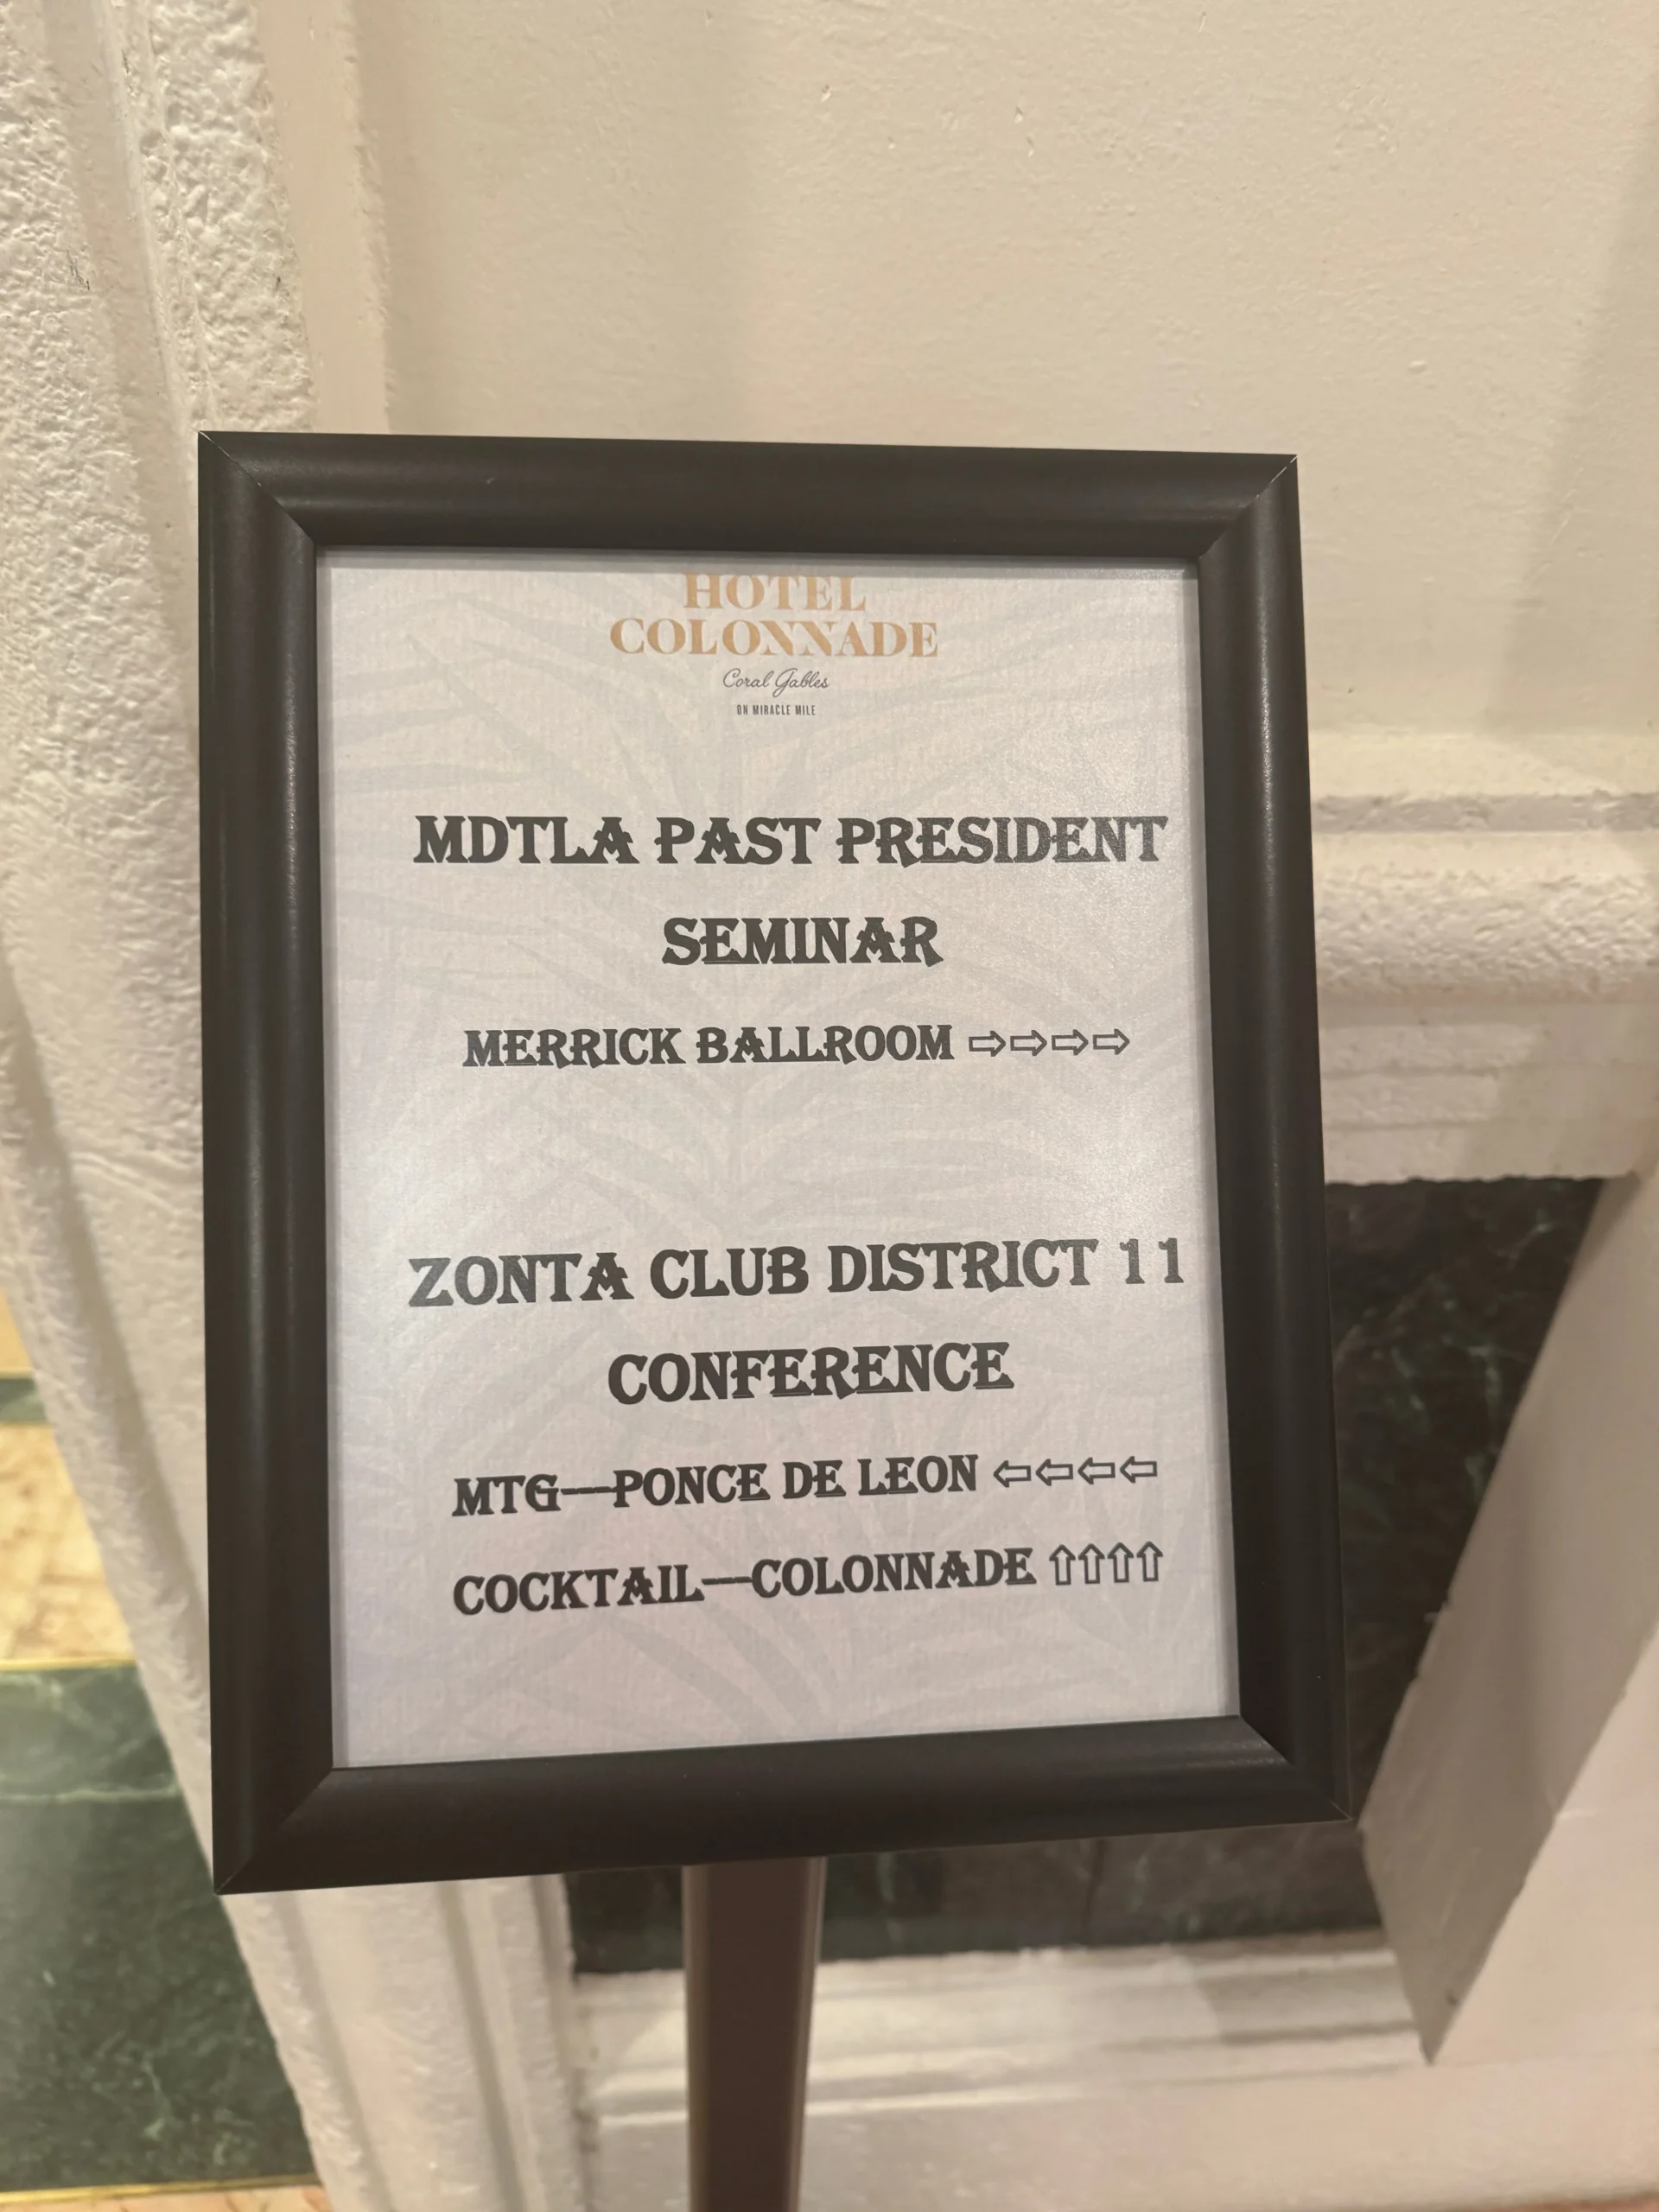 HOTEL
COLONNADE
Coral Gables
ON MIRACLE MILE
MDTLA PAST PRESIDENT
SEMINAR
MERRICK BALLROOM ⇨⇨⇨⇨
ZONTA CLUB DISTRICT 11
CONFERENCE
MTG—PONCE DE LEON ⇦⇦⇦⇦
COCKTAIL—COLONNADE ⇧⇧⇧⇧